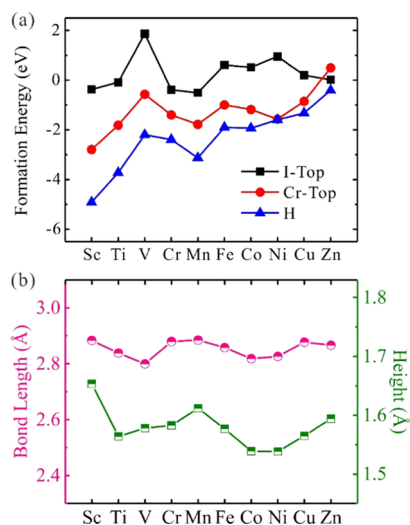 (a)
Formation Energy (eV)
2
0
-2
-4
-6
I-Top
Cr-Top
H
Sc Ti V Cr Mn Fe Co Ni Cu Zn
(b)
Bond Length (Å)
3.0
2.8
2.6
2.4
1.8
1.7
1.6
1.5
Height (Å)
Sc Ti V Cr Mn Fe Co Ni Cu Zn